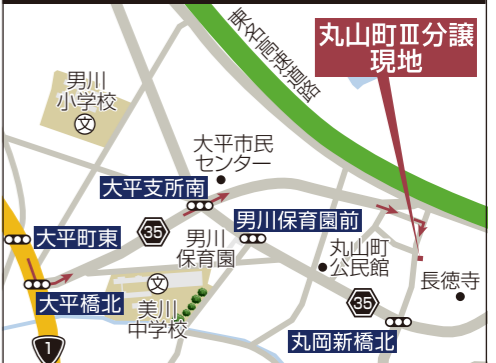 東名高速道路
丸山町Ⅲ分譲
現地
男川
小学校
文
大平市民
センター
大平支所南
男川保育園前
大平町東
35
男川
保育園
丸山町
公民館
長徳寺
大平橋北
文
美川
中学校
35
丸岡新橋北
1